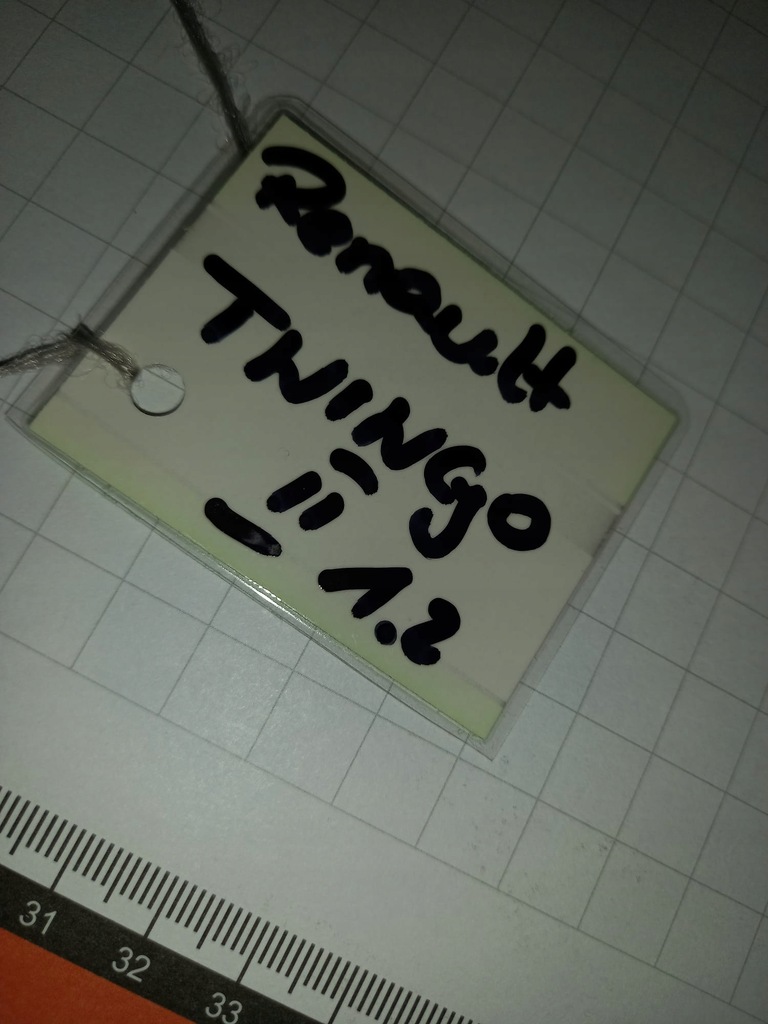 Renault
TWINGO
II 1.2
31 32 33